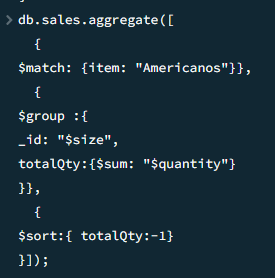 > db.sales.aggregate([
{
$match: {item: "Americanos"}},
{
$group :{
_id: "$size",
totalQty:{$sum: "$quantity"}
}},
{
$sort:{ totalQty:-1}
}]);